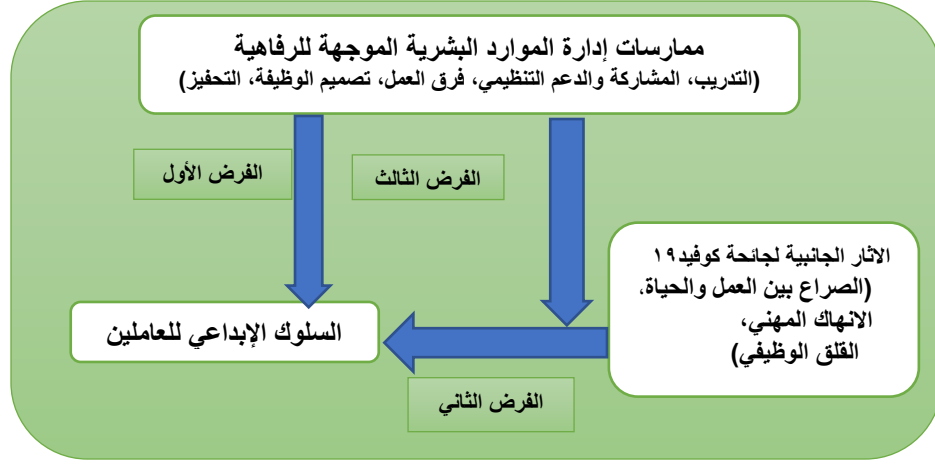 ممارسات إدارة الموارد البشرية الموجهة للرفاهية
(التدريب، المشاركة والدعم التنظيمي، فرق العمل، تصميم الوظيفة، التحفيز)
الفرض الأول
الفرض الثالث
الاثار الجانبية لجائحة كوفيد١٩
(الصراع بين العمل والحياة،
الانهاك المهني،
القلق الوظيفي)
السلوك الإبداعي للعاملين
الفرض الثاني